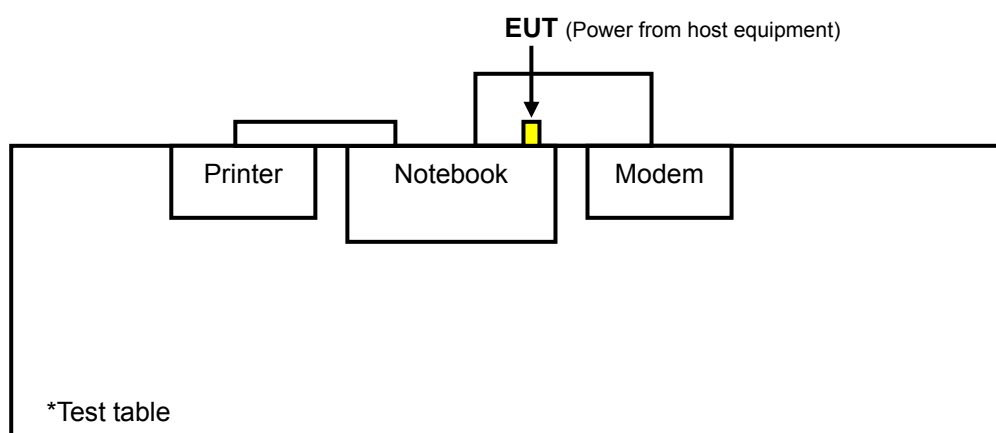 EUT (Power from host equipment)
Printer
Notebook
Modem
*Test table